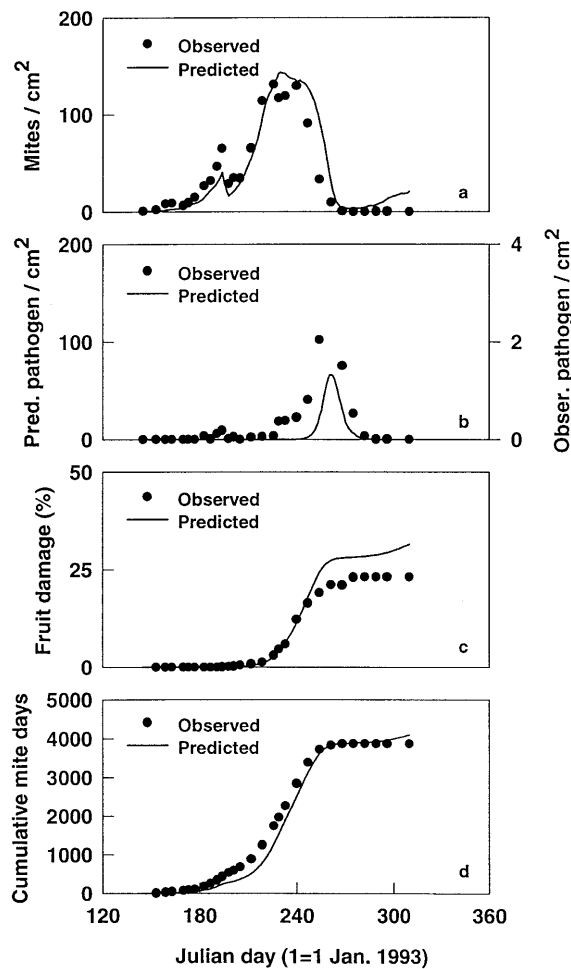 200
100
0
Mites / cm2
Observed
Predicted
a
200
100
0
Pred. pathogen / cm2
4
2
0
Obser. pathogen / cm2
Observed
Predicted
b
50
25
0
Fruit damage (%)
Observed
Predicted
c
5000
4000
3000
2000
1000
0
Cumulative mite days
Observed
Predicted
d
120 180 240 300 360
Julian day (1=1 Jan. 1993)